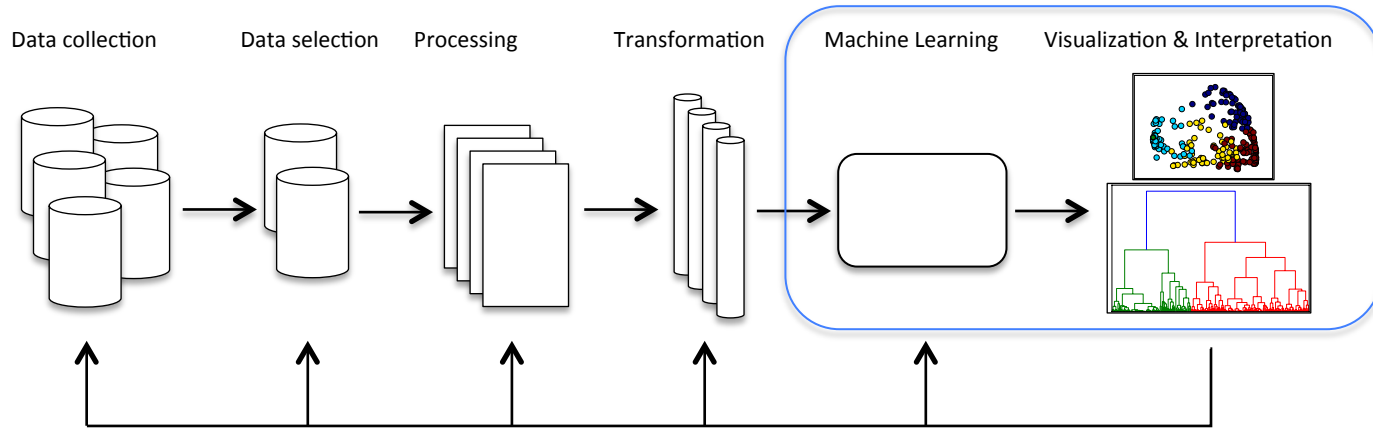 Data collection
Data selection
Processing
Transformation
Machine Learning
Visualization & Interpretation